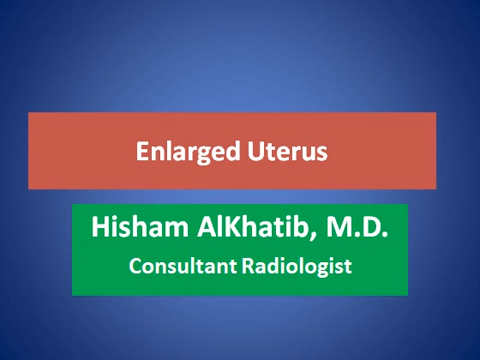 Enlarged Uterus
Hisham AlKhatib, M.D.
Consultant Radiologist